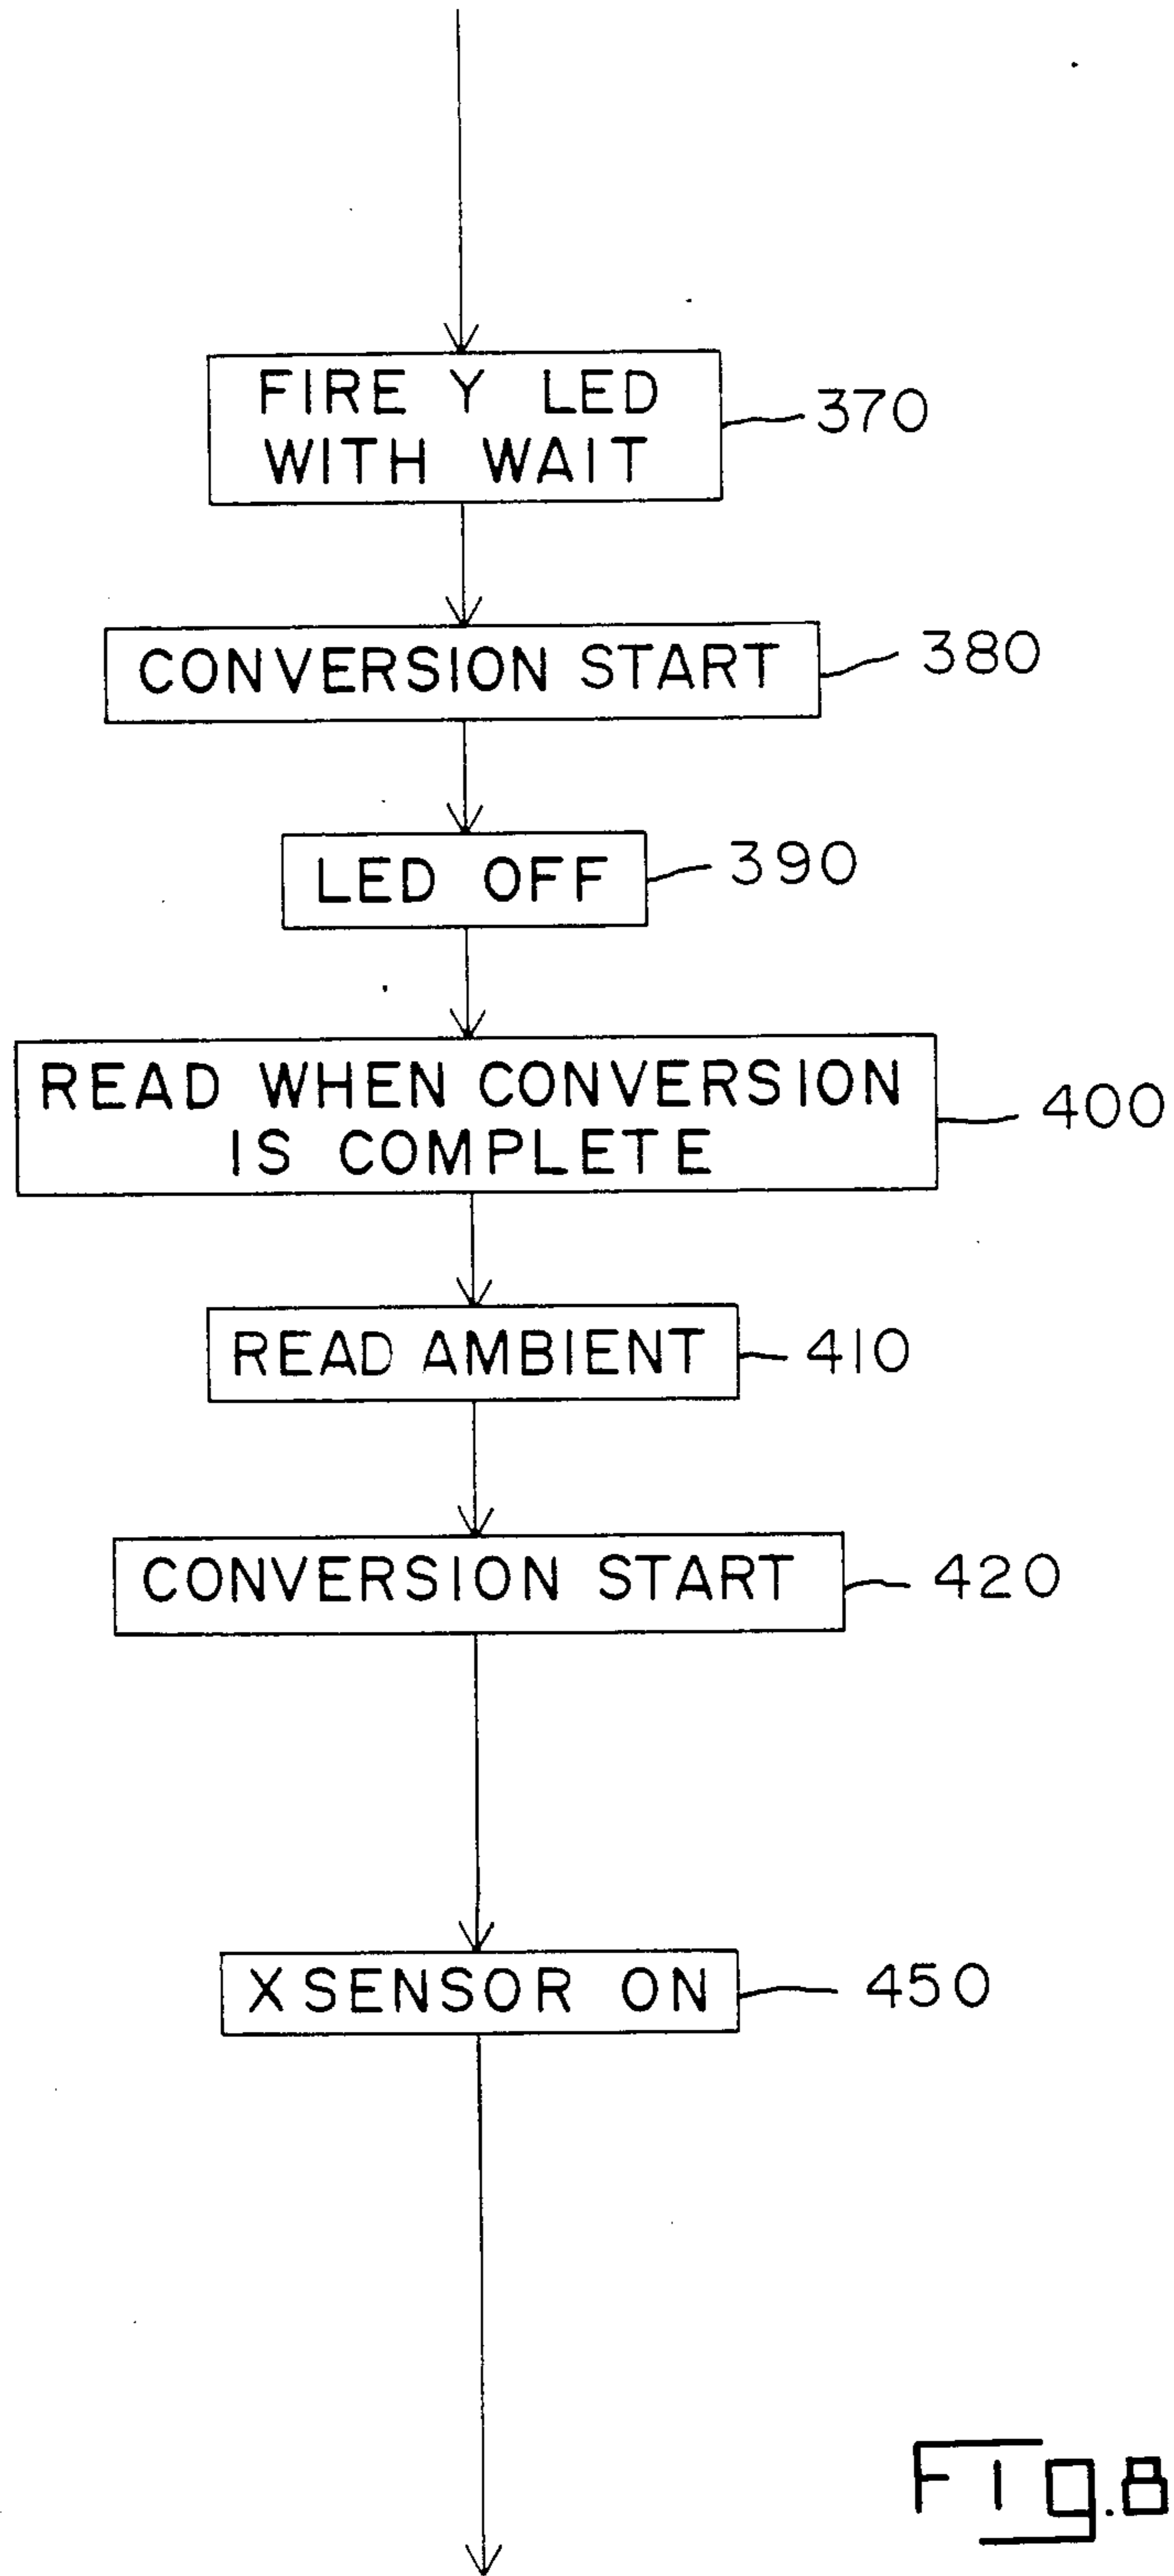 FIRE Y LED
WITH WAIT
370
CONVERSION START
380
LED OFF
390
READ WHEN CONVERSION
IS COMPLETE
400
READ AMBIENT
410
CONVERSION START
420
X SENSOR ON
450
Fig.8